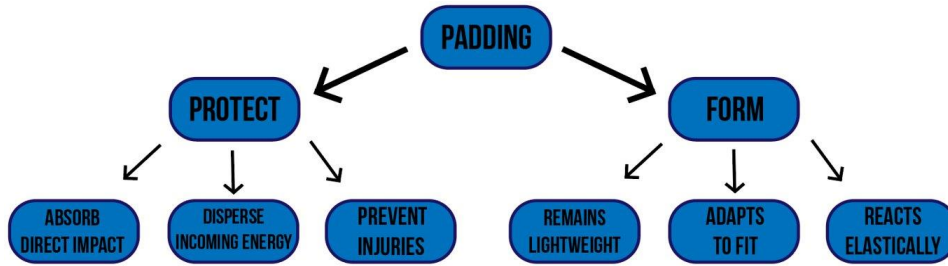 PADDING
PROTECT
FORM
ABSORB
DIRECT IMPACT
DISPERSE
INCOMING ENERGY
PREVENT
INJURIES
REMAINS
LIGHTWEIGHT
ADAPTS
TO FIT
REACTS
ELASTICALLY